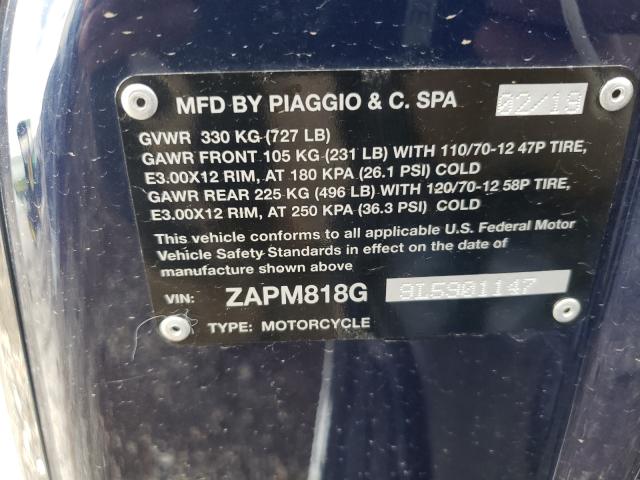 MFD BY PIAGGIO & C. SPA
GVWR 330 KG (727 LB)
GAWR FRONT 105 KG (231 LB) WITH 110/70-12 47P TIRE,
E3.00X12 RIM, AT 180 KPA (26.1 PSI) COLD
GAWR REAR 225 KG (496 LB) WITH 120/70-12 58P TIRE,
E3.00X12 RIM, AT 250 KPA (36.3 PSI) COLD
This vehicle conforms to all applicable U.S. Federal Motor
Vehicle Safety Standards in effect on the date of
manufacture shown above
VIN: ZAPM818G 9L5901147
TYPE: MOTORCYCLE